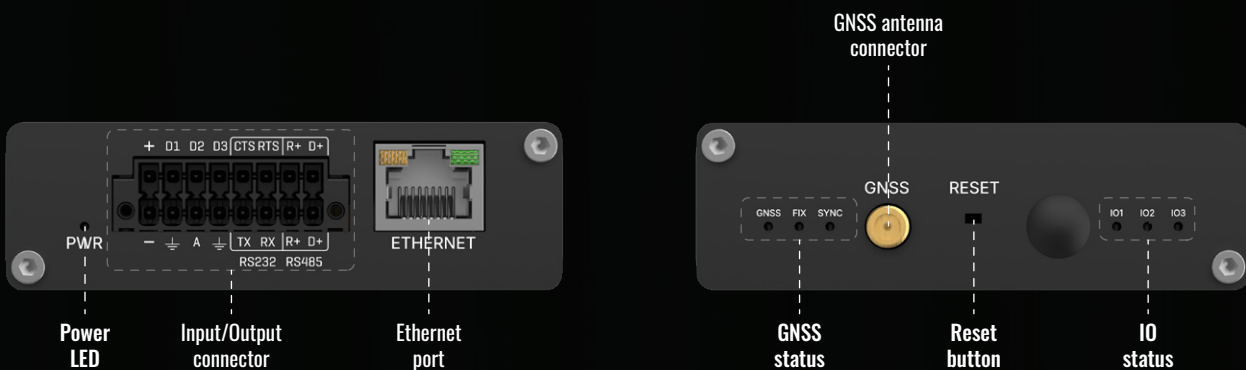 GNSS antenna
connector
+ D1 D2 D3 CTS RTS R+ D+
PWR
− ⏚ A ⏚ TX RX R+ D+
RS232 RS485
ETHERNET
GNSS RESET
GNSS FIX SYNC
IO1 IO2 IO3
Power
LED
Input/Output
connector
Ethernet
port
GNSS
status
Reset
button
IO
status